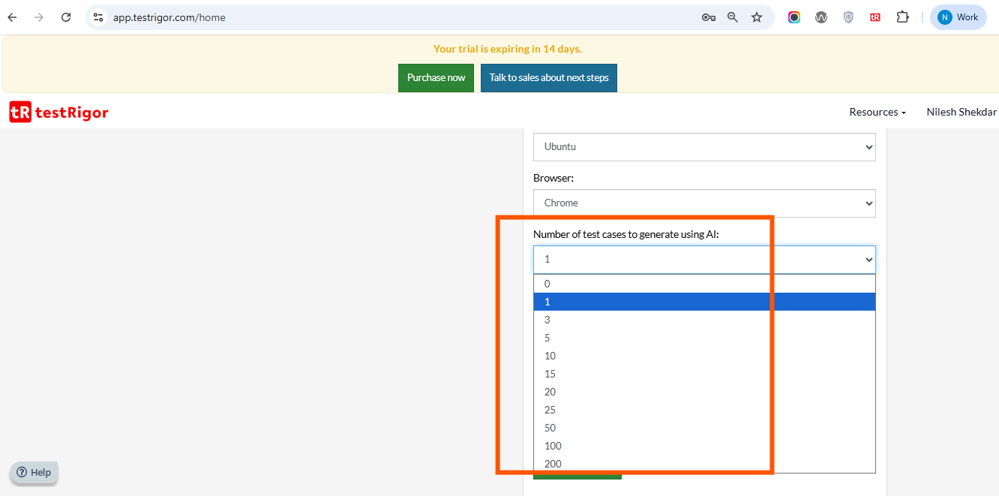 app.testrigor.com/home
N Work
Your trial is expiring in 14 days.
Purchase now
Talk to sales about next steps
tR testRigor
Resources
Nilesh Shekdar
Ubuntu
Browser:
Chrome
Number of test cases to generate using AI:
1
0
1
3
5
10
15
20
25
50
100
200
? Help